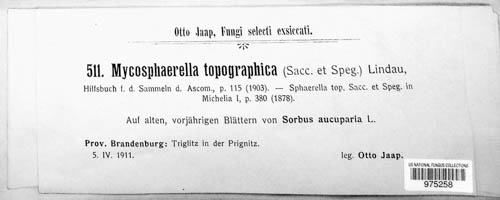 Otto Jaap, Fungi selecti exsiccati.
511. Mycosphaerella topographica (Sacc. et Speg.) Lindau,
Hilfsbuch f. d. Sammeln d. Ascom., p. 115 (1903). — Sphaerella top. Sacc. et Speg. in
Michelia I, p. 380 (1878).
Auf alten, vorjährigen Blättern von Sorbus aucuparia L.
Prov. Brandenburg: Triglitz in der Prignitz.
5. IV. 1911.
leg. Otto Jaap.
US NATIONAL FUNGUS COLLECTIONS
975258